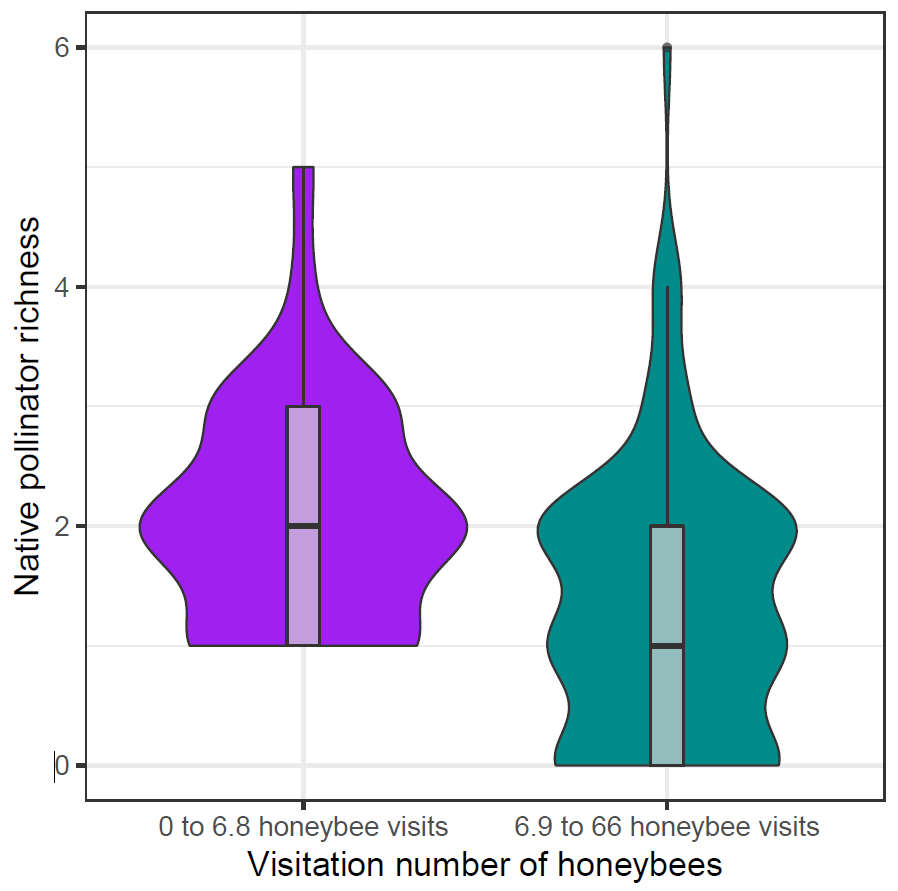 Native pollinator richness
6
4
2
0
0 to 6.8 honeybee visits
6.9 to 66 honeybee visits
Visitation number of honeybees